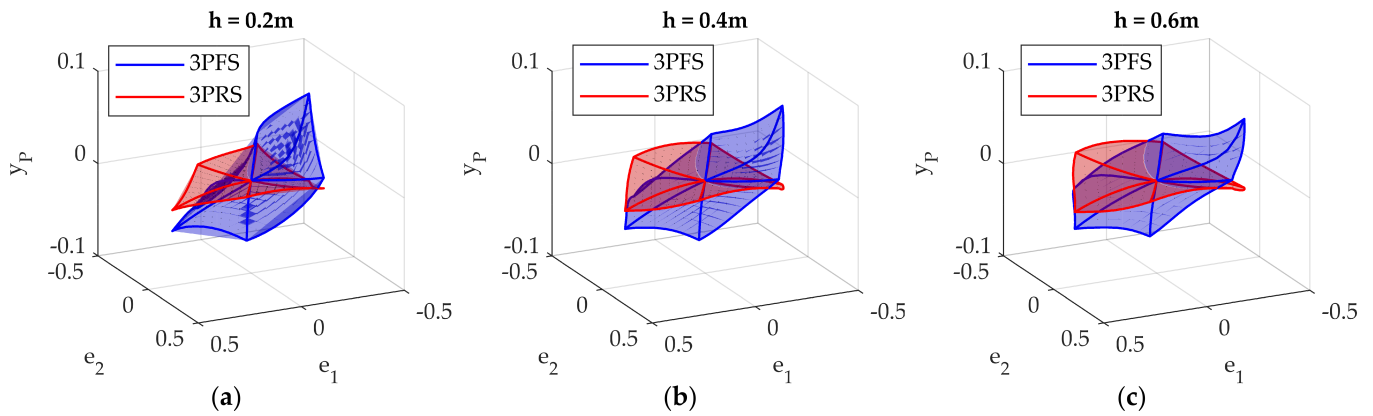 h = 0.2m
3PFS
3PRS
0.1
0
-0.1
y_P
-0.5
0
0.5
e_2
0.5
0
-0.5
e_1
(a)
h = 0.4m
3PFS
3PRS
0.1
0
-0.1
y_P
-0.5
0
0.5
e_2
0.5
0
-0.5
e_1
(b)
h = 0.6m
3PFS
3PRS
0.1
0
-0.1
y_P
-0.5
0
0.5
e_2
0.5
0
-0.5
e_1
(c)